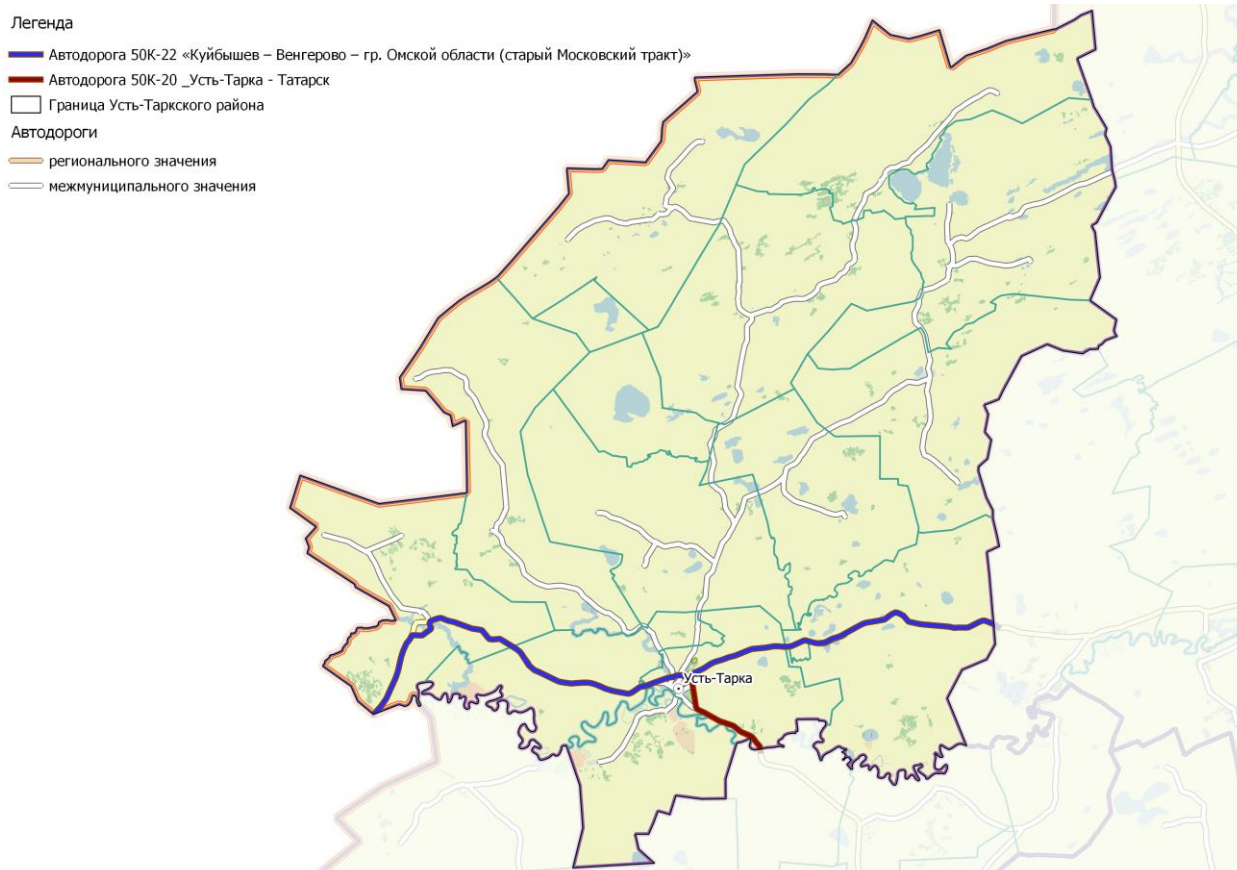 Легенда
Автодорога 50К-22 «Куйбышев – Венгерово – гр. Омской области (старый Московский тракт)»
Автодорога 50К-20 _Усть-Тарка - Татарск
Граница Усть-Таркского района
Автодороги
регионального значения
межмуниципального значения
Усть-Тарка